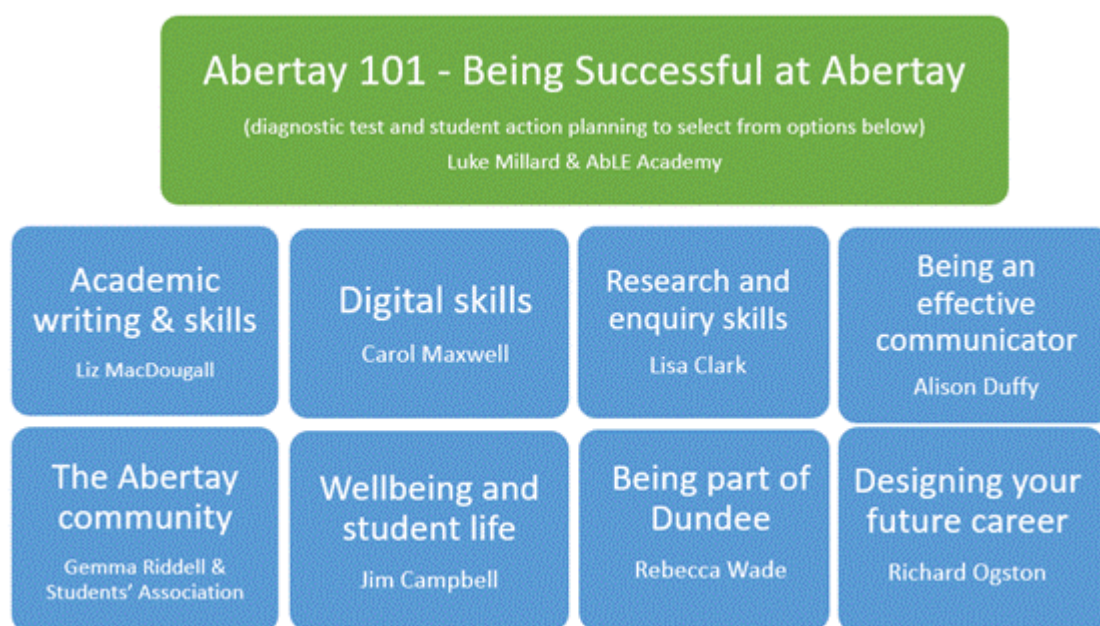 Abertay 101 - Being Successful at Abertay
(diagnostic test and student action planning to select from options below)
Luke Millard & AbLE Academy
Academic
writing & skills
Liz MacDougall
Digital skills
Carol Maxwell
Research and
enquiry skills
Lisa Clark
Being an
effective
communicator
Alison Duffy
The Abertay
community
Gemma Riddell &
Students' Association
Wellbeing and
student life
Jim Campbell
Being part of
Dundee
Rebecca Wade
Designing your
future career
Richard Ogston